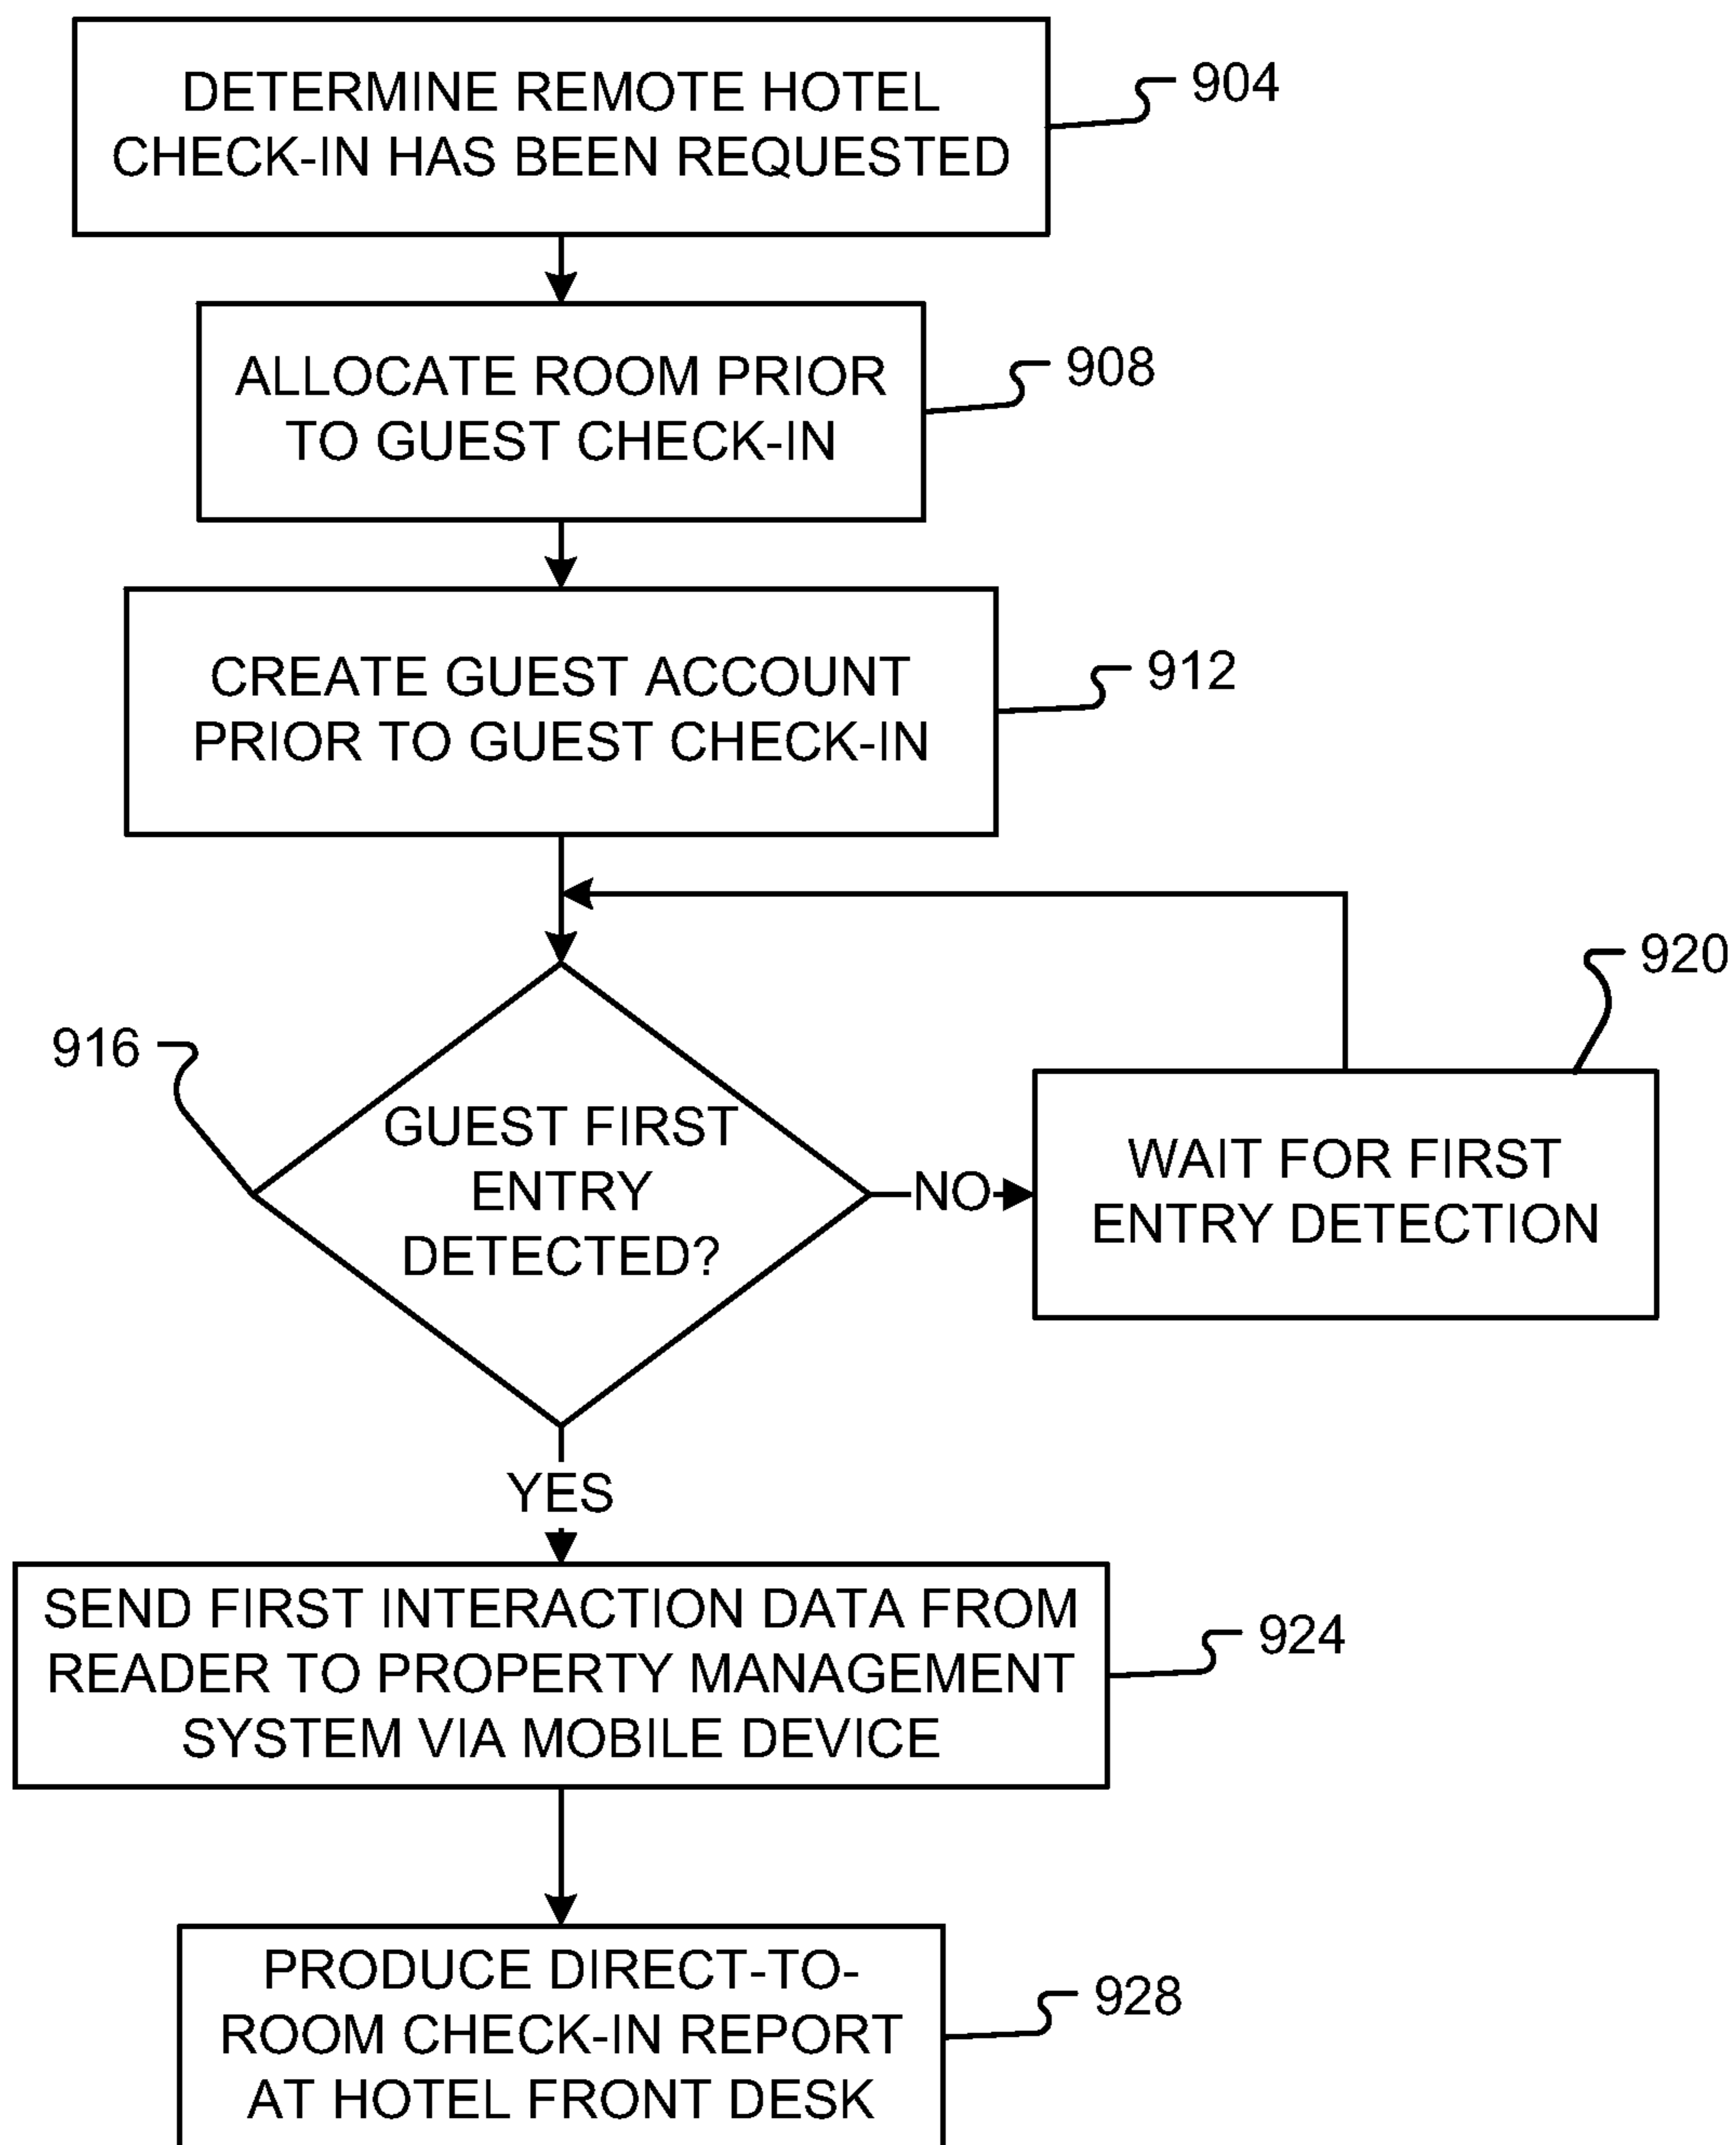 DETERMINE REMOTE HOTEL
CHECK-IN HAS BEEN REQUESTED
904
ALLOCATE ROOM PRIOR
TO GUEST CHECK-IN
908
CREATE GUEST ACCOUNT
PRIOR TO GUEST CHECK-IN
912
916
GUEST FIRST
ENTRY
DETECTED?
NO
920
WAIT FOR FIRST
ENTRY DETECTION
YES
SEND FIRST INTERACTION DATA FROM
READER TO PROPERTY MANAGEMENT
SYSTEM VIA MOBILE DEVICE
924
PRODUCE DIRECT-TO-
ROOM CHECK-IN REPORT
AT HOTEL FRONT DESK
928